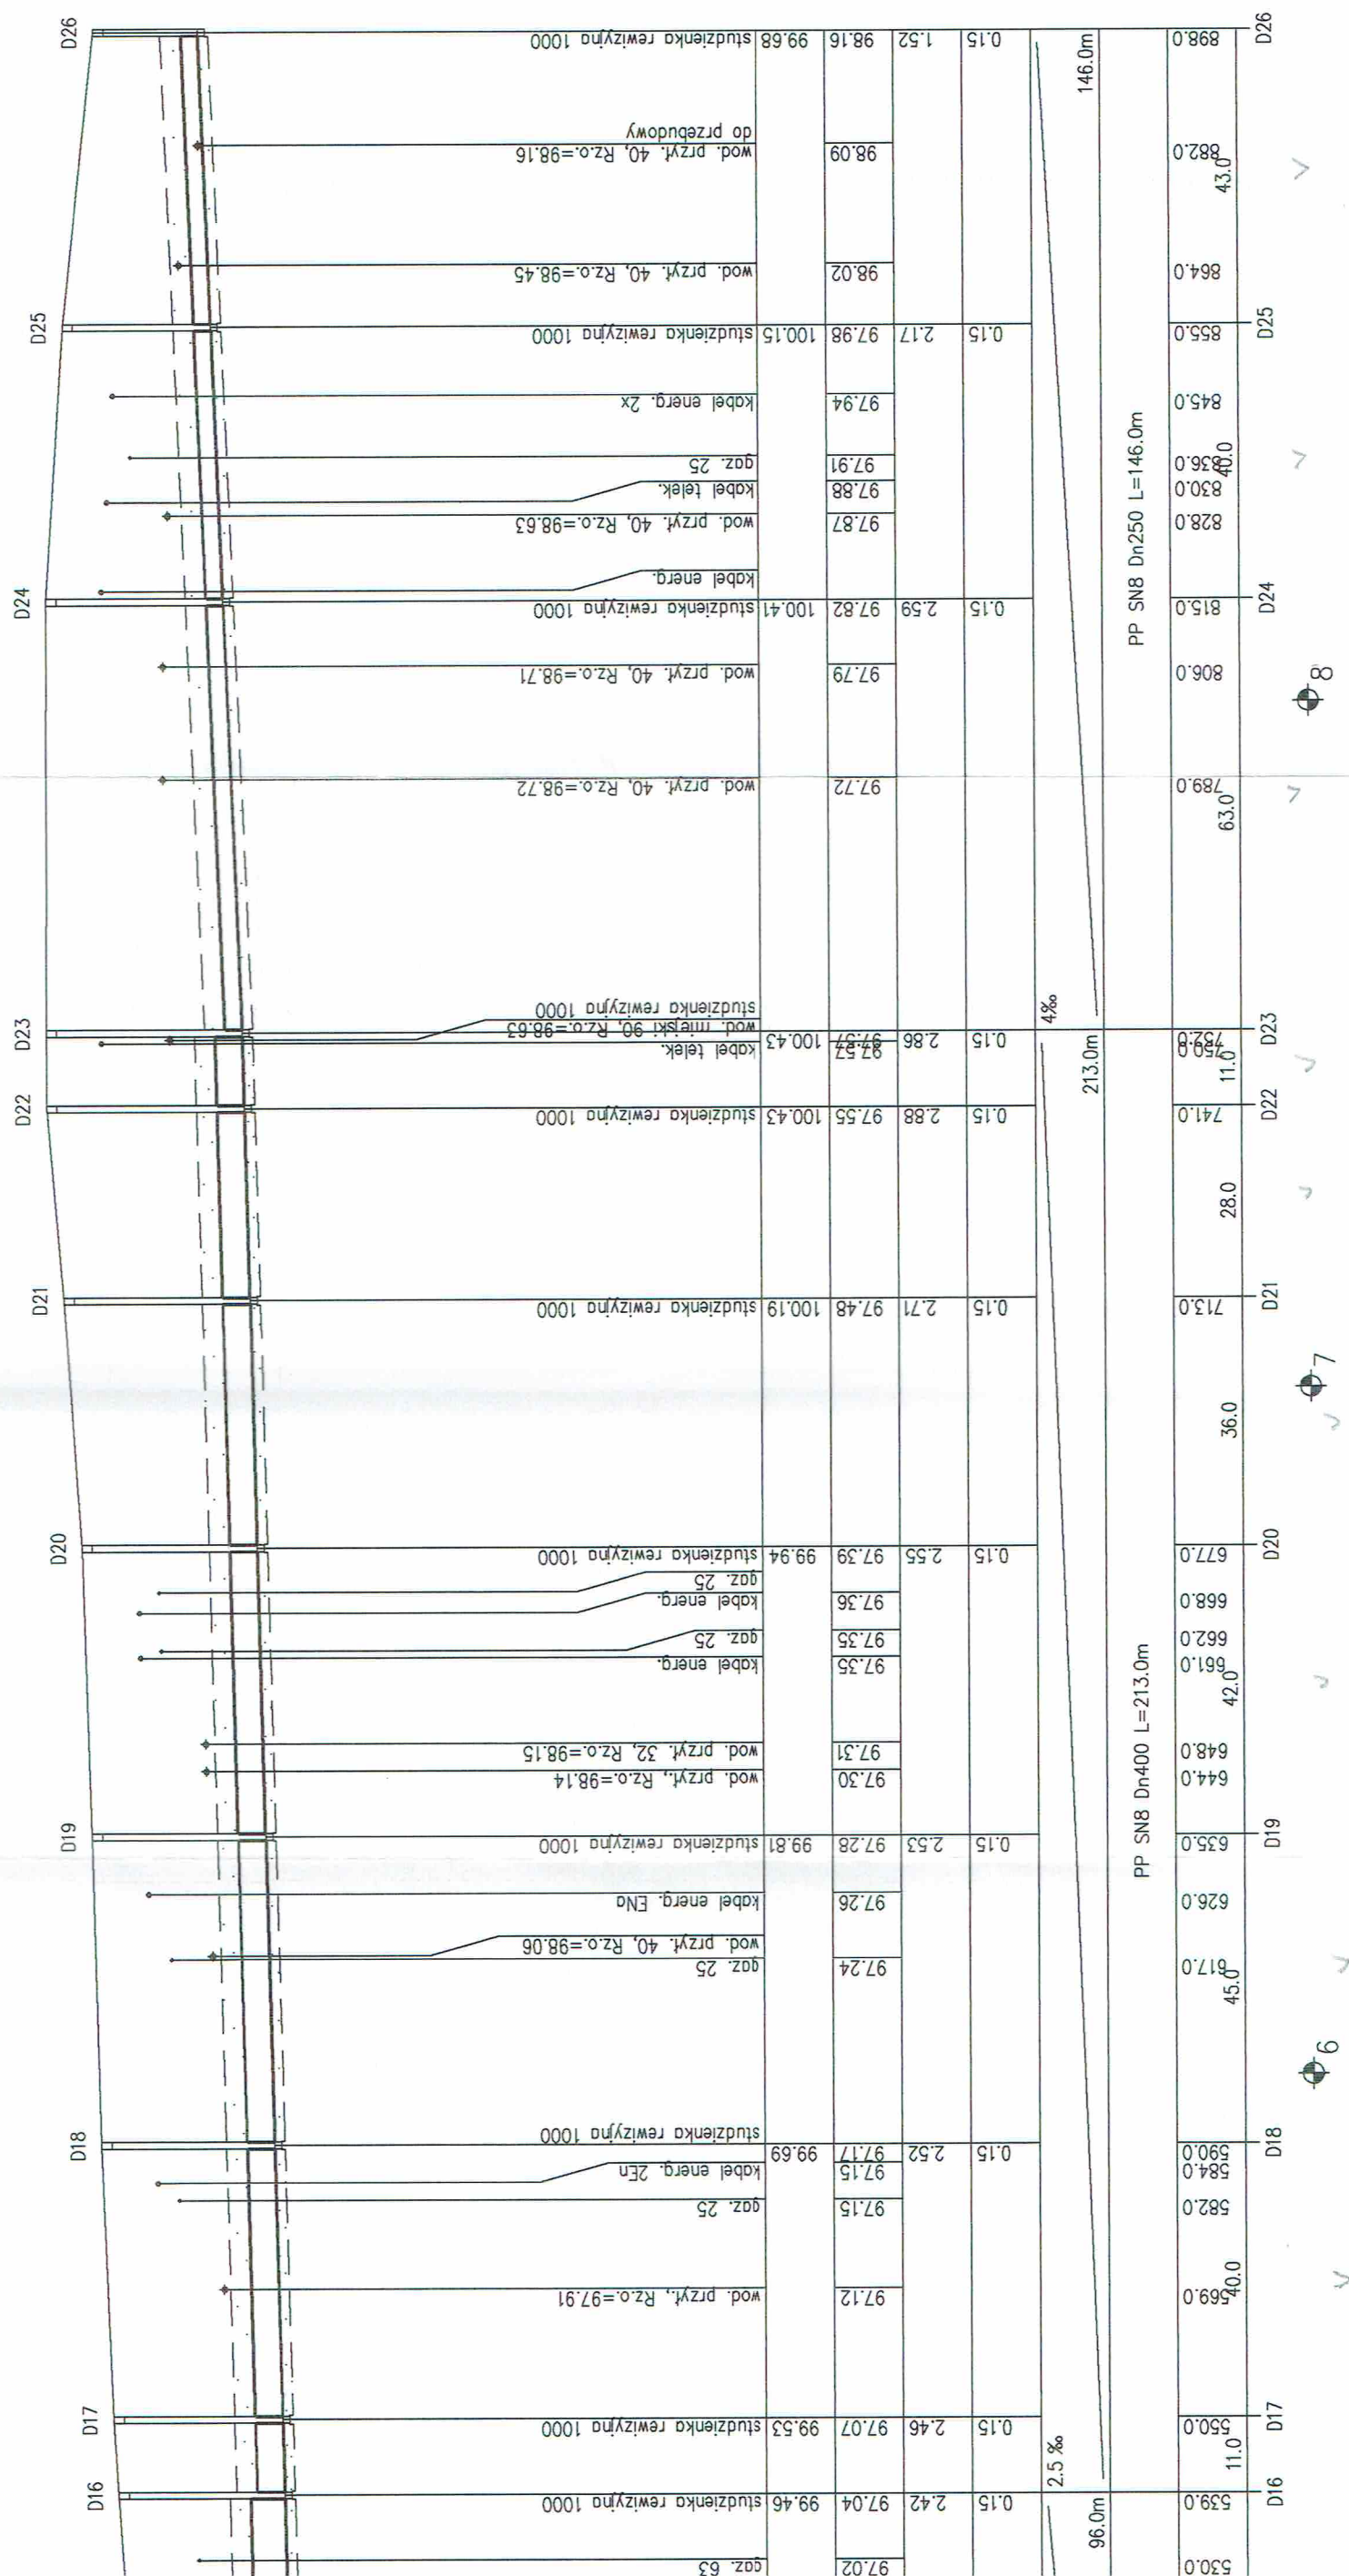 D26
studzienka rewizyjna 1000 99.68 98.16 1.52 0.15 898.0 D26
146.0m
wod. przył. 40, Rz.o.=98.16 98.09 882.0
do przebudowy
43.0
wod. przył. 40, Rz.o.=98.45 98.02 864.0
D25
studzienka rewizyjna 1000 100.15 97.98 2.17 0.15 855.0 D25
kabel energ. 2x 97.94 845.0
gaz. 25 97.91 836.0
40.0
kabel telek. 97.88 830.0
wod. przył. 40, Rz.o.=98.63 97.87 828.0
PP SN8 Dn250 L=146.0m
kabel energ.
D24
studzienka rewizyjna 1000 100.41 97.82 2.59 0.15 815.0 D24
wod. przył. 40, Rz.o.=98.71 97.79 806.0
8
wod. przył. 40, Rz.o.=98.72 97.72 789.0
63.0
4‰
D23
studzienka rewizyjna 1000 100.43 97.57 2.86 0.15 752.0 D23
wod. miejski 90, Rz.o.=98.63
kabel telek. 97.57 750.0
213.0m
11.0
D22
studzienka rewizyjna 1000 100.43 97.55 2.88 0.15 741.0 D22
28.0
D21
studzienka rewizyjna 1000 100.19 97.48 2.71 0.15 713.0 D21
7
36.0
D20
studzienka rewizyjna 1000 99.94 97.39 2.55 0.15 677.0 D20
gaz. 25
kabel energ. 97.36 668.0
gaz. 25 97.35 662.0
kabel energ. 97.35 661.0
42.0
PP SN8 Dn400 L=213.0m
wod. przył. 32, Rz.o.=98.15 97.31 648.0
wod. przył., Rz.o.=98.14 97.30 644.0
D19
studzienka rewizyjna 1000 99.81 97.28 2.53 0.15 635.0 D19
kabel energ. ENa 97.26 626.0
wod. przył. 40, Rz.o.=98.06
gaz. 25 97.24 617.0
45.0
6
D18
studzienka rewizyjna 1000 99.69 97.17 2.52 0.15 590.0 D18
kabel energ. 2En 97.15 584.0
gaz. 25 97.15 582.0
wod. przył., Rz.o.=97.91 97.12 569.0
40.0
D17
studzienka rewizyjna 1000 99.53 97.07 2.46 0.15 550.0 D17
2.5 ‰
11.0
D16
studzienka rewizyjna 1000 99.46 97.04 2.42 0.15 539.0 D16
96.0m
gaz. 63 97.02 530.0